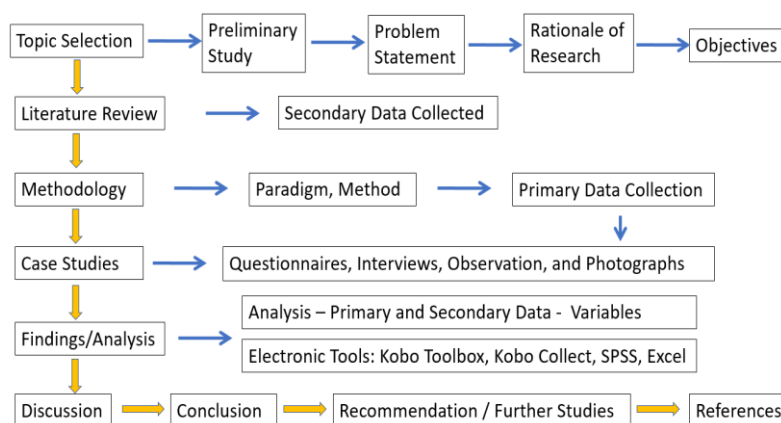 Topic Selection
Preliminary
Study
Problem
Statement
Rationale of
Research
Objectives
Literature Review
Secondary Data Collected
Methodology
Paradigm, Method
Primary Data Collection
Case Studies
Questionnaires, Interviews, Observation, and Photographs
Analysis – Primary and Secondary Data - Variables
Findings/Analysis
Electronic Tools: Kobo Toolbox, Kobo Collect, SPSS, Excel
Discussion
Conclusion
Recommendation / Further Studies
References